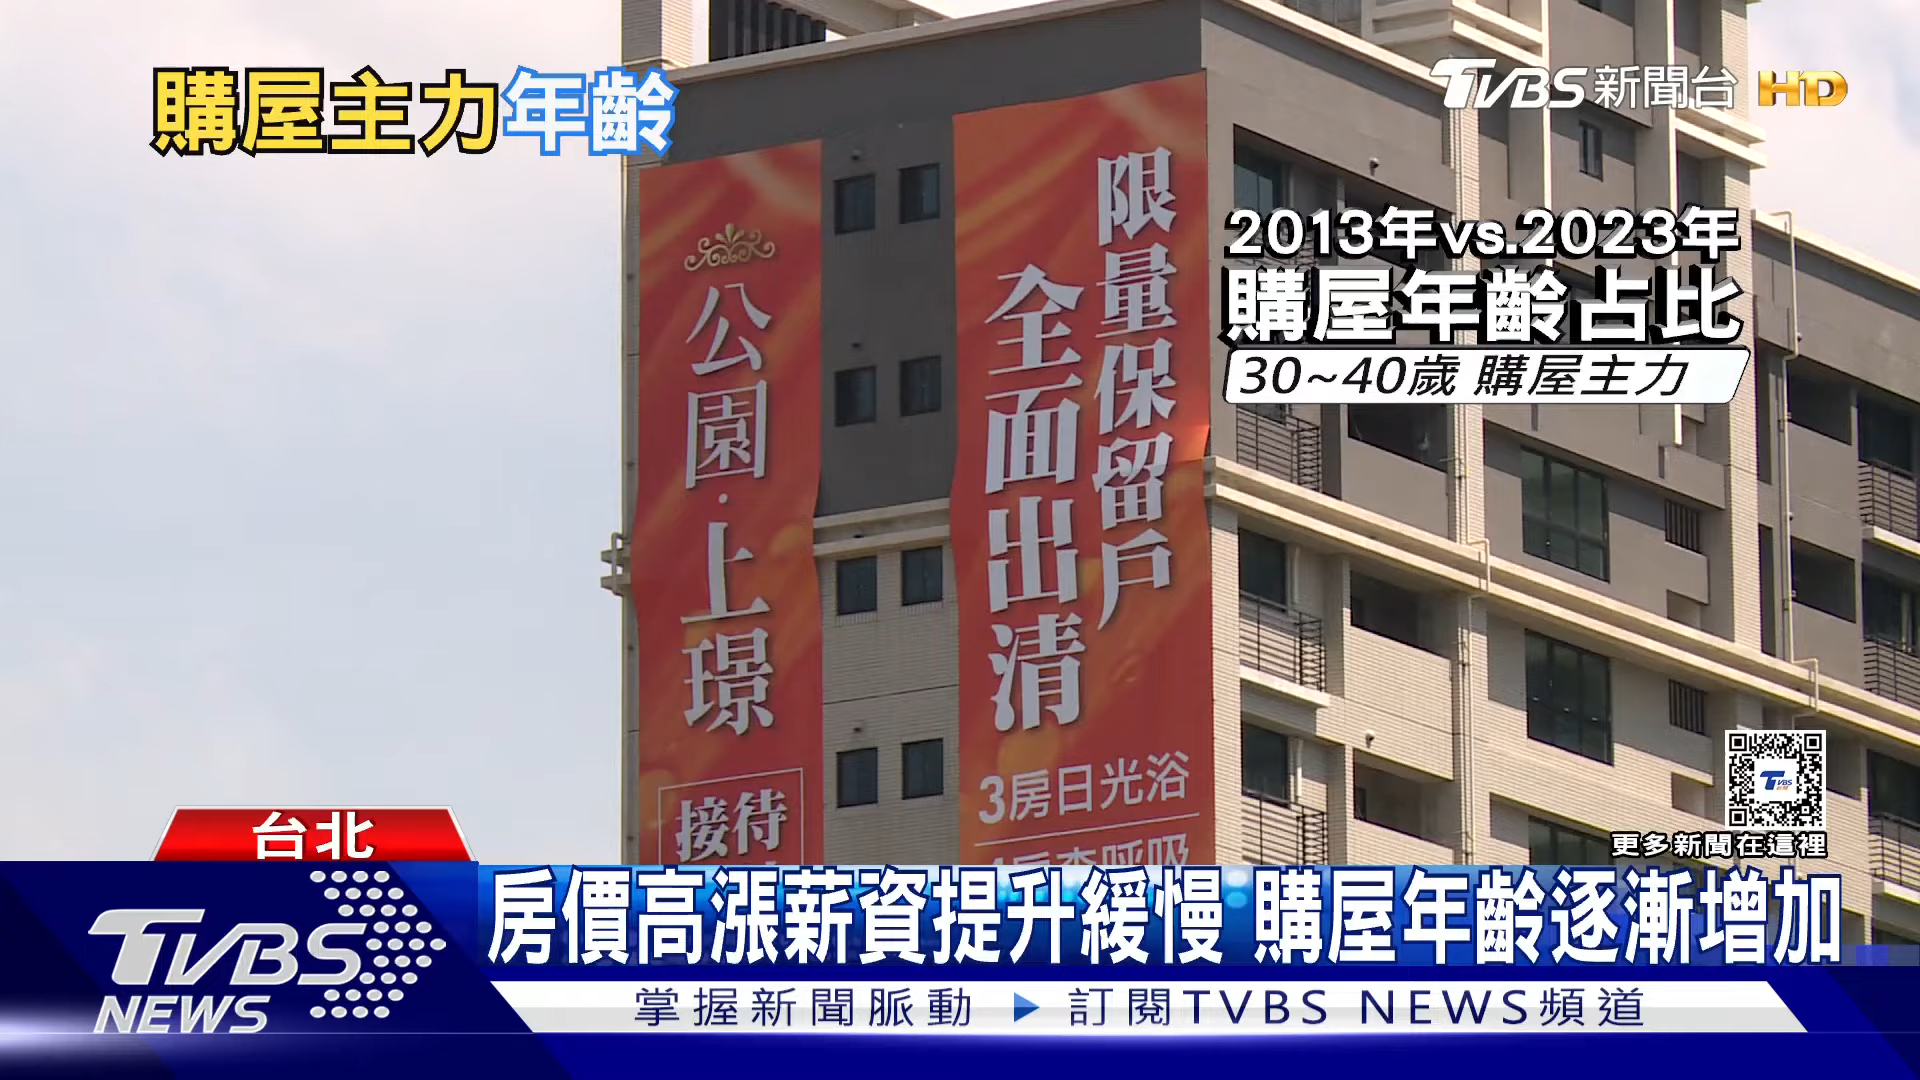 購屋主力年齡
TVBS新聞台 HD
2013年vs.2023年
購屋年齡占比
30~40歲 購屋主力
公園·上璟
接待
限量保留戶
全面出清
3房日光浴
TVBS
更多新聞在這裡
台北
房價高漲薪資提升緩慢 購屋年齡逐漸增加
TVBS
NEWS
掌握新聞脈動 ▶ 訂閱TVBS NEWS頻道